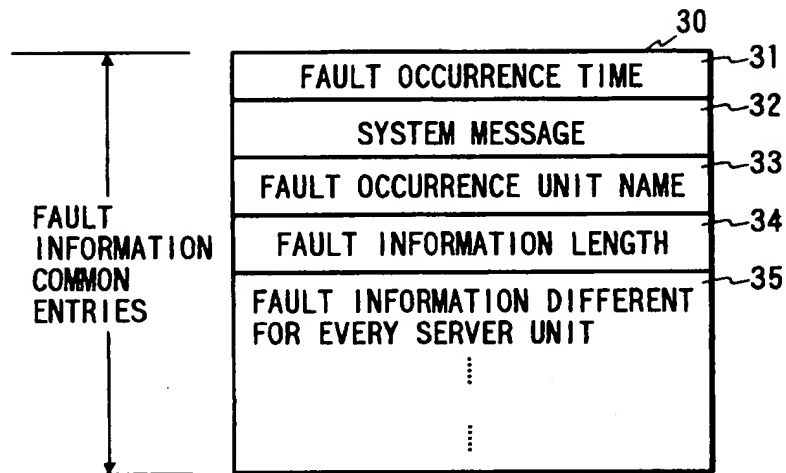 30
FAULT OCCURRENCE TIME
31
SYSTEM MESSAGE
32
FAULT OCCURRENCE UNIT NAME
33
FAULT INFORMATION LENGTH
34
FAULT INFORMATION DIFFERENT
FOR EVERY SERVER UNIT
35
FAULT
INFORMATION
COMMON
ENTRIES